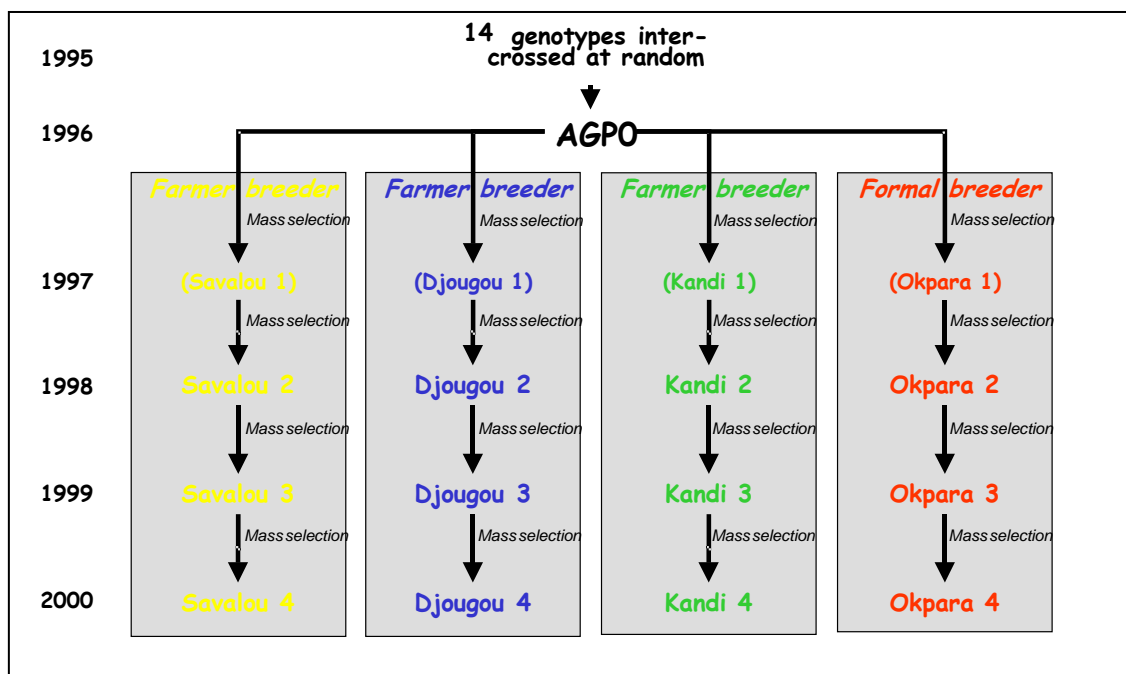 14 genotypes inter-
1995
crossed at random
1996
AGP0
Farmer breeder Farmer breeder Farmer breeder Formal breeder
Mass selection Mass selection Mass selection Mass selection
1997 (Savalou 1) (Djougou 1) (Kandi 1) (Okpara 1)
Mass selection Mass selection Mass selection Mass selection
1998 Savalou 2 Djougou 2 Kandi 2 Okpara 2
Mass selection Mass selection Mass selection Mass selection
1999 Savalou 3 Djougou 3 Kandi 3 Okpara 3
Mass selection Mass selection Mass selection Mass selection
2000 Savalou 4 Djougou 4 Kandi 4 Okpara 4